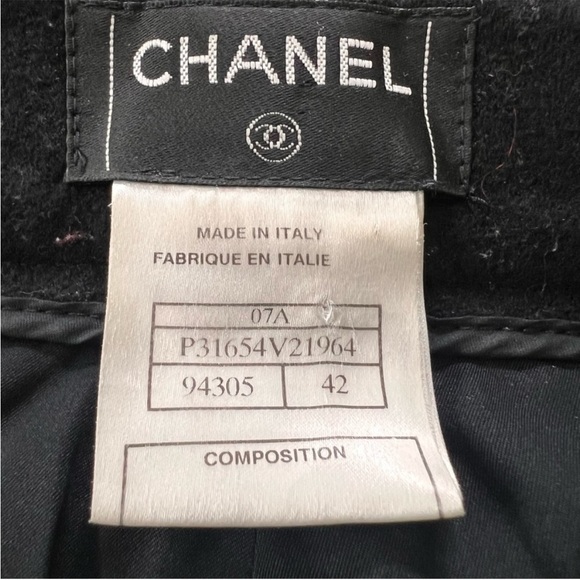 CHANEL
MADE IN ITALY
FABRIQUE EN ITALIE
07A
P31654V21964
94305 42
COMPOSITION